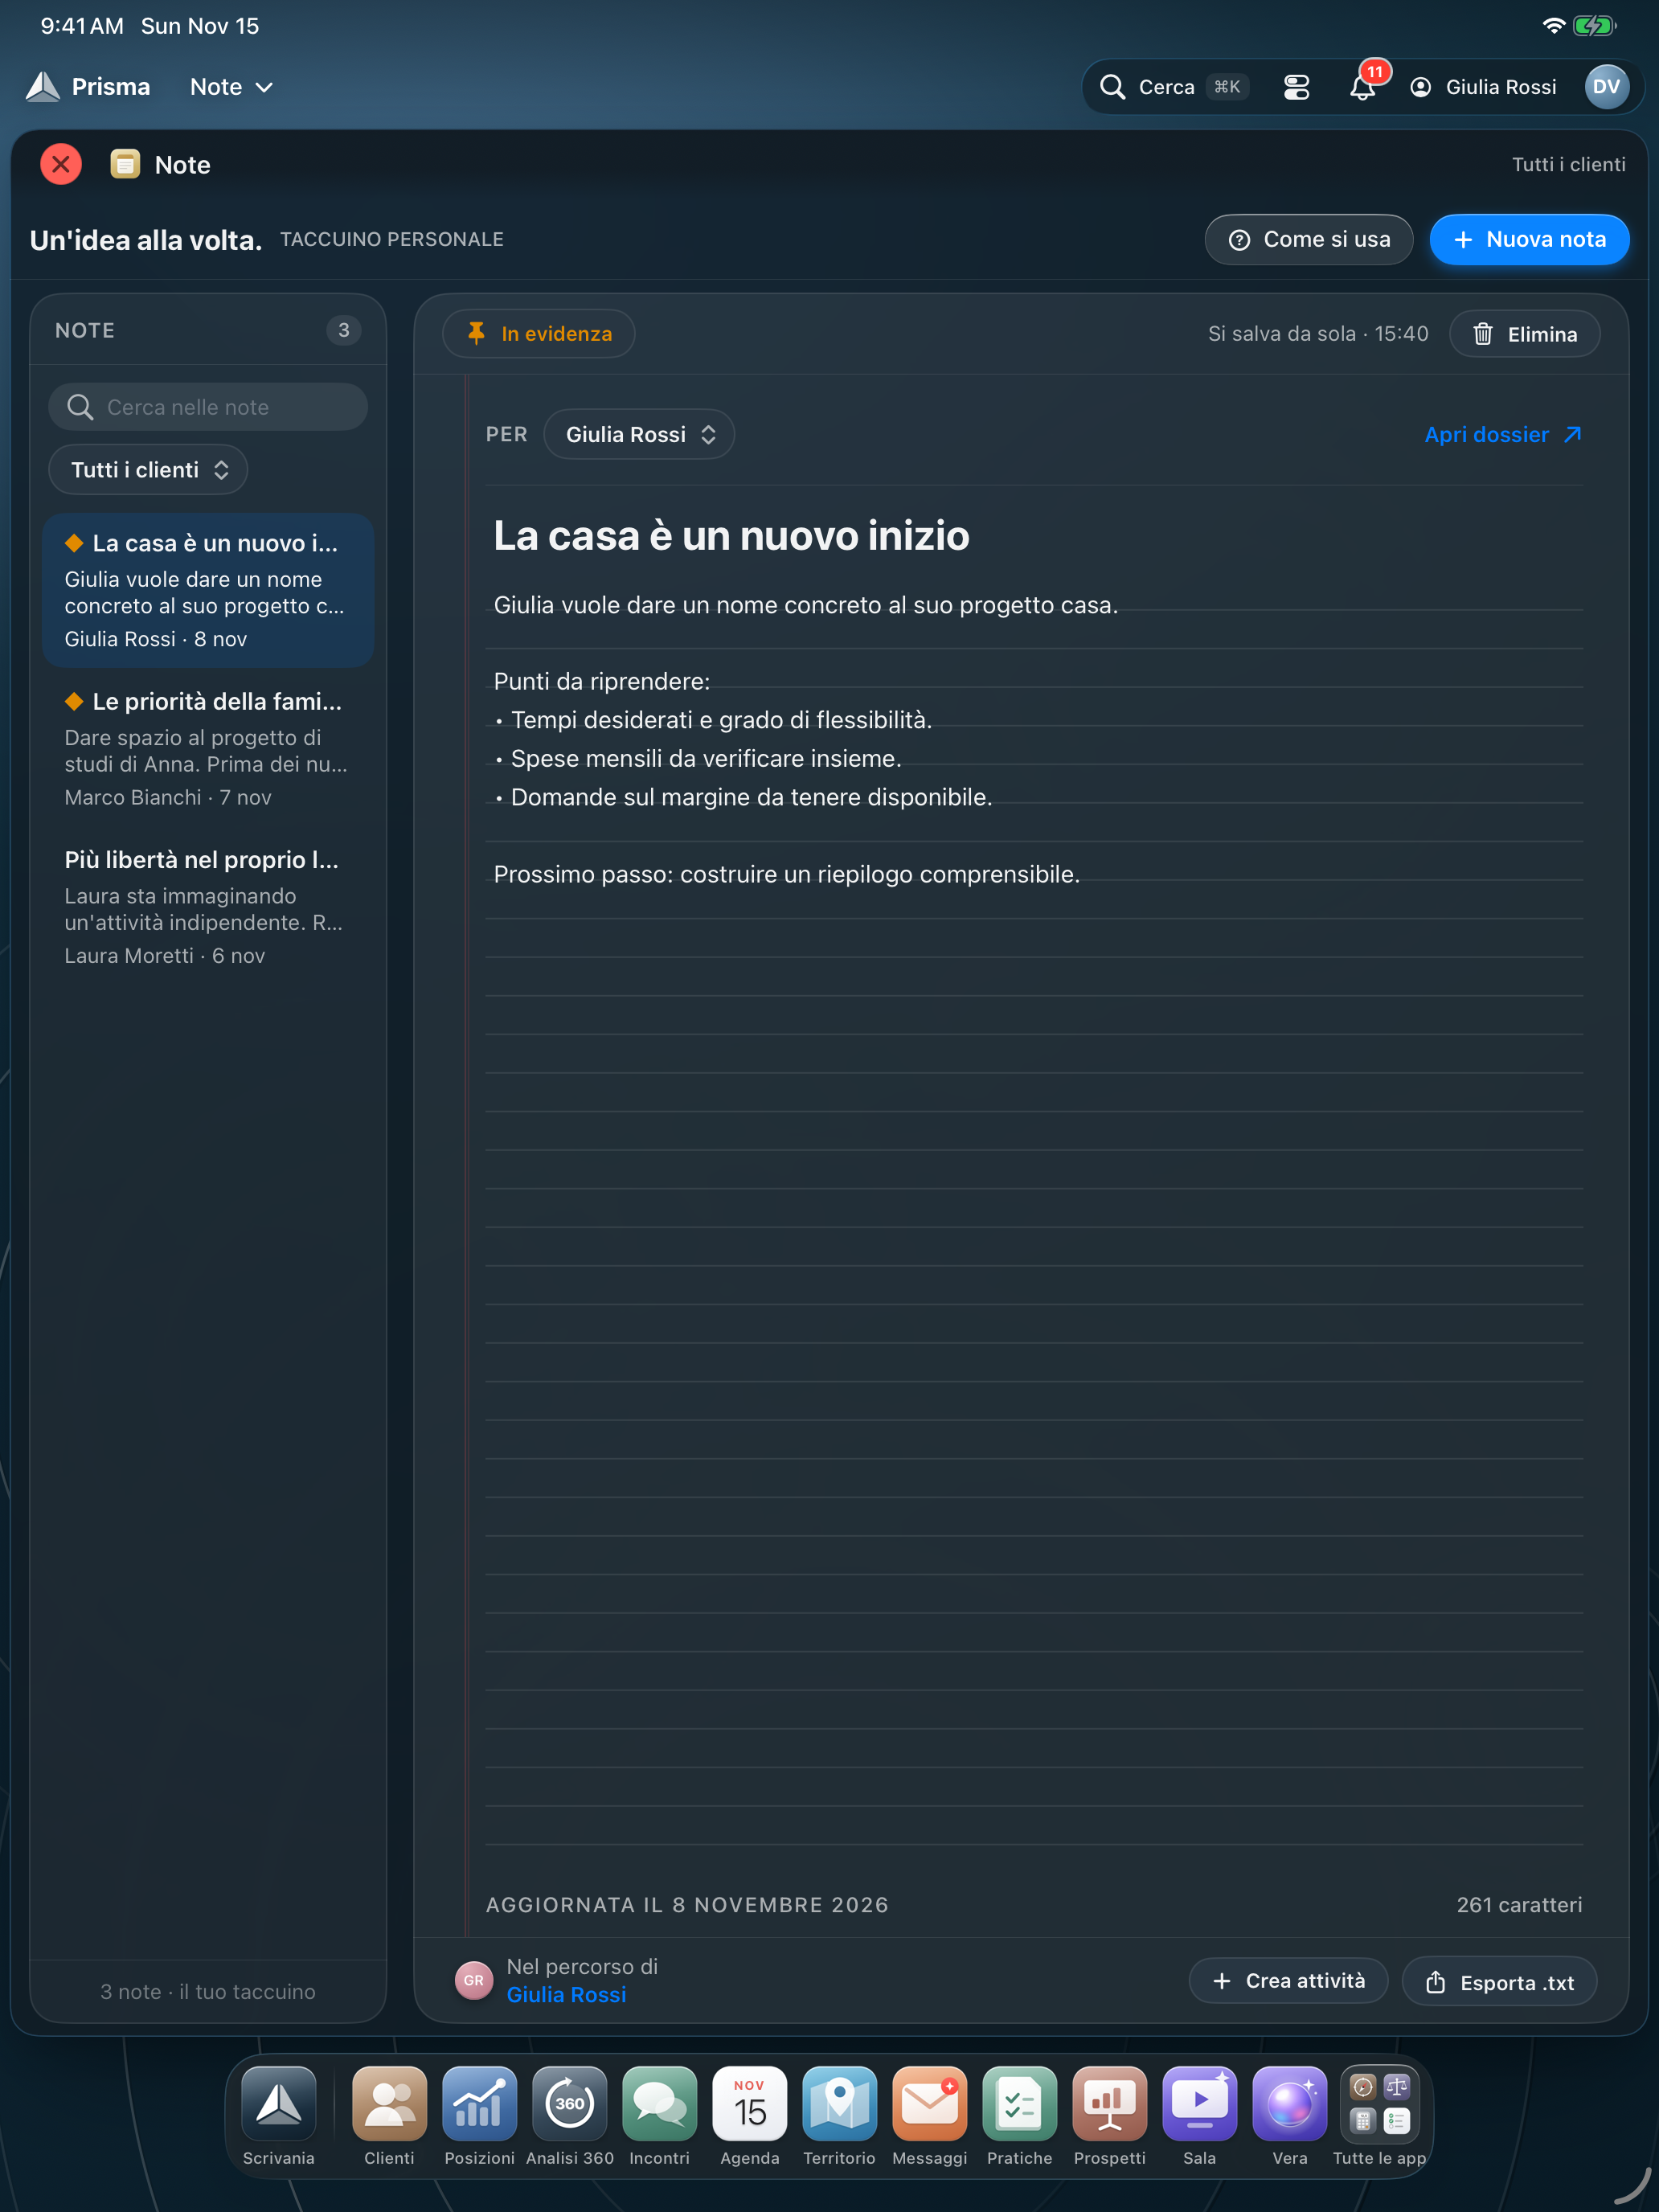 9:41 AM Sun Nov 15
Prisma Note
Cerca ⌘K 11 Giulia Rossi DV
Note Tutti i clienti
Un'idea alla volta. TACCUINO PERSONALE
Come si usa + Nuova nota
NOTE 3
Cerca nelle note
Tutti i clienti
La casa è un nuovo i...
Giulia vuole dare un nome
concreto al suo progetto c...
Giulia Rossi · 8 nov
Le priorità della fami...
Dare spazio al progetto di
studi di Anna. Prima dei nu...
Marco Bianchi · 7 nov
Più libertà nel proprio l...
Laura sta immaginando
un'attività indipendente. R...
Laura Moretti · 6 nov
3 note · il tuo taccuino
In evidenza
Si salva da sola · 15:40 Elimina
PER Giulia Rossi Apri dossier
La casa è un nuovo inizio
Giulia vuole dare un nome concreto al suo progetto casa.
Punti da riprendere:
• Tempi desiderati e grado di flessibilità.
• Spese mensili da verificare insieme.
• Domande sul margine da tenere disponibile.
Prossimo passo: costruire un riepilogo comprensibile.
AGGIORNATA IL 8 NOVEMBRE 2026 261 caratteri
GR Nel percorso di
Giulia Rossi
+ Crea attività Esporta .txt
360
NOV
15
Scrivania Clienti Posizioni Analisi 360 Incontri Agenda Territorio Messaggi Pratiche Prospetti Sala Vera Tutte le app